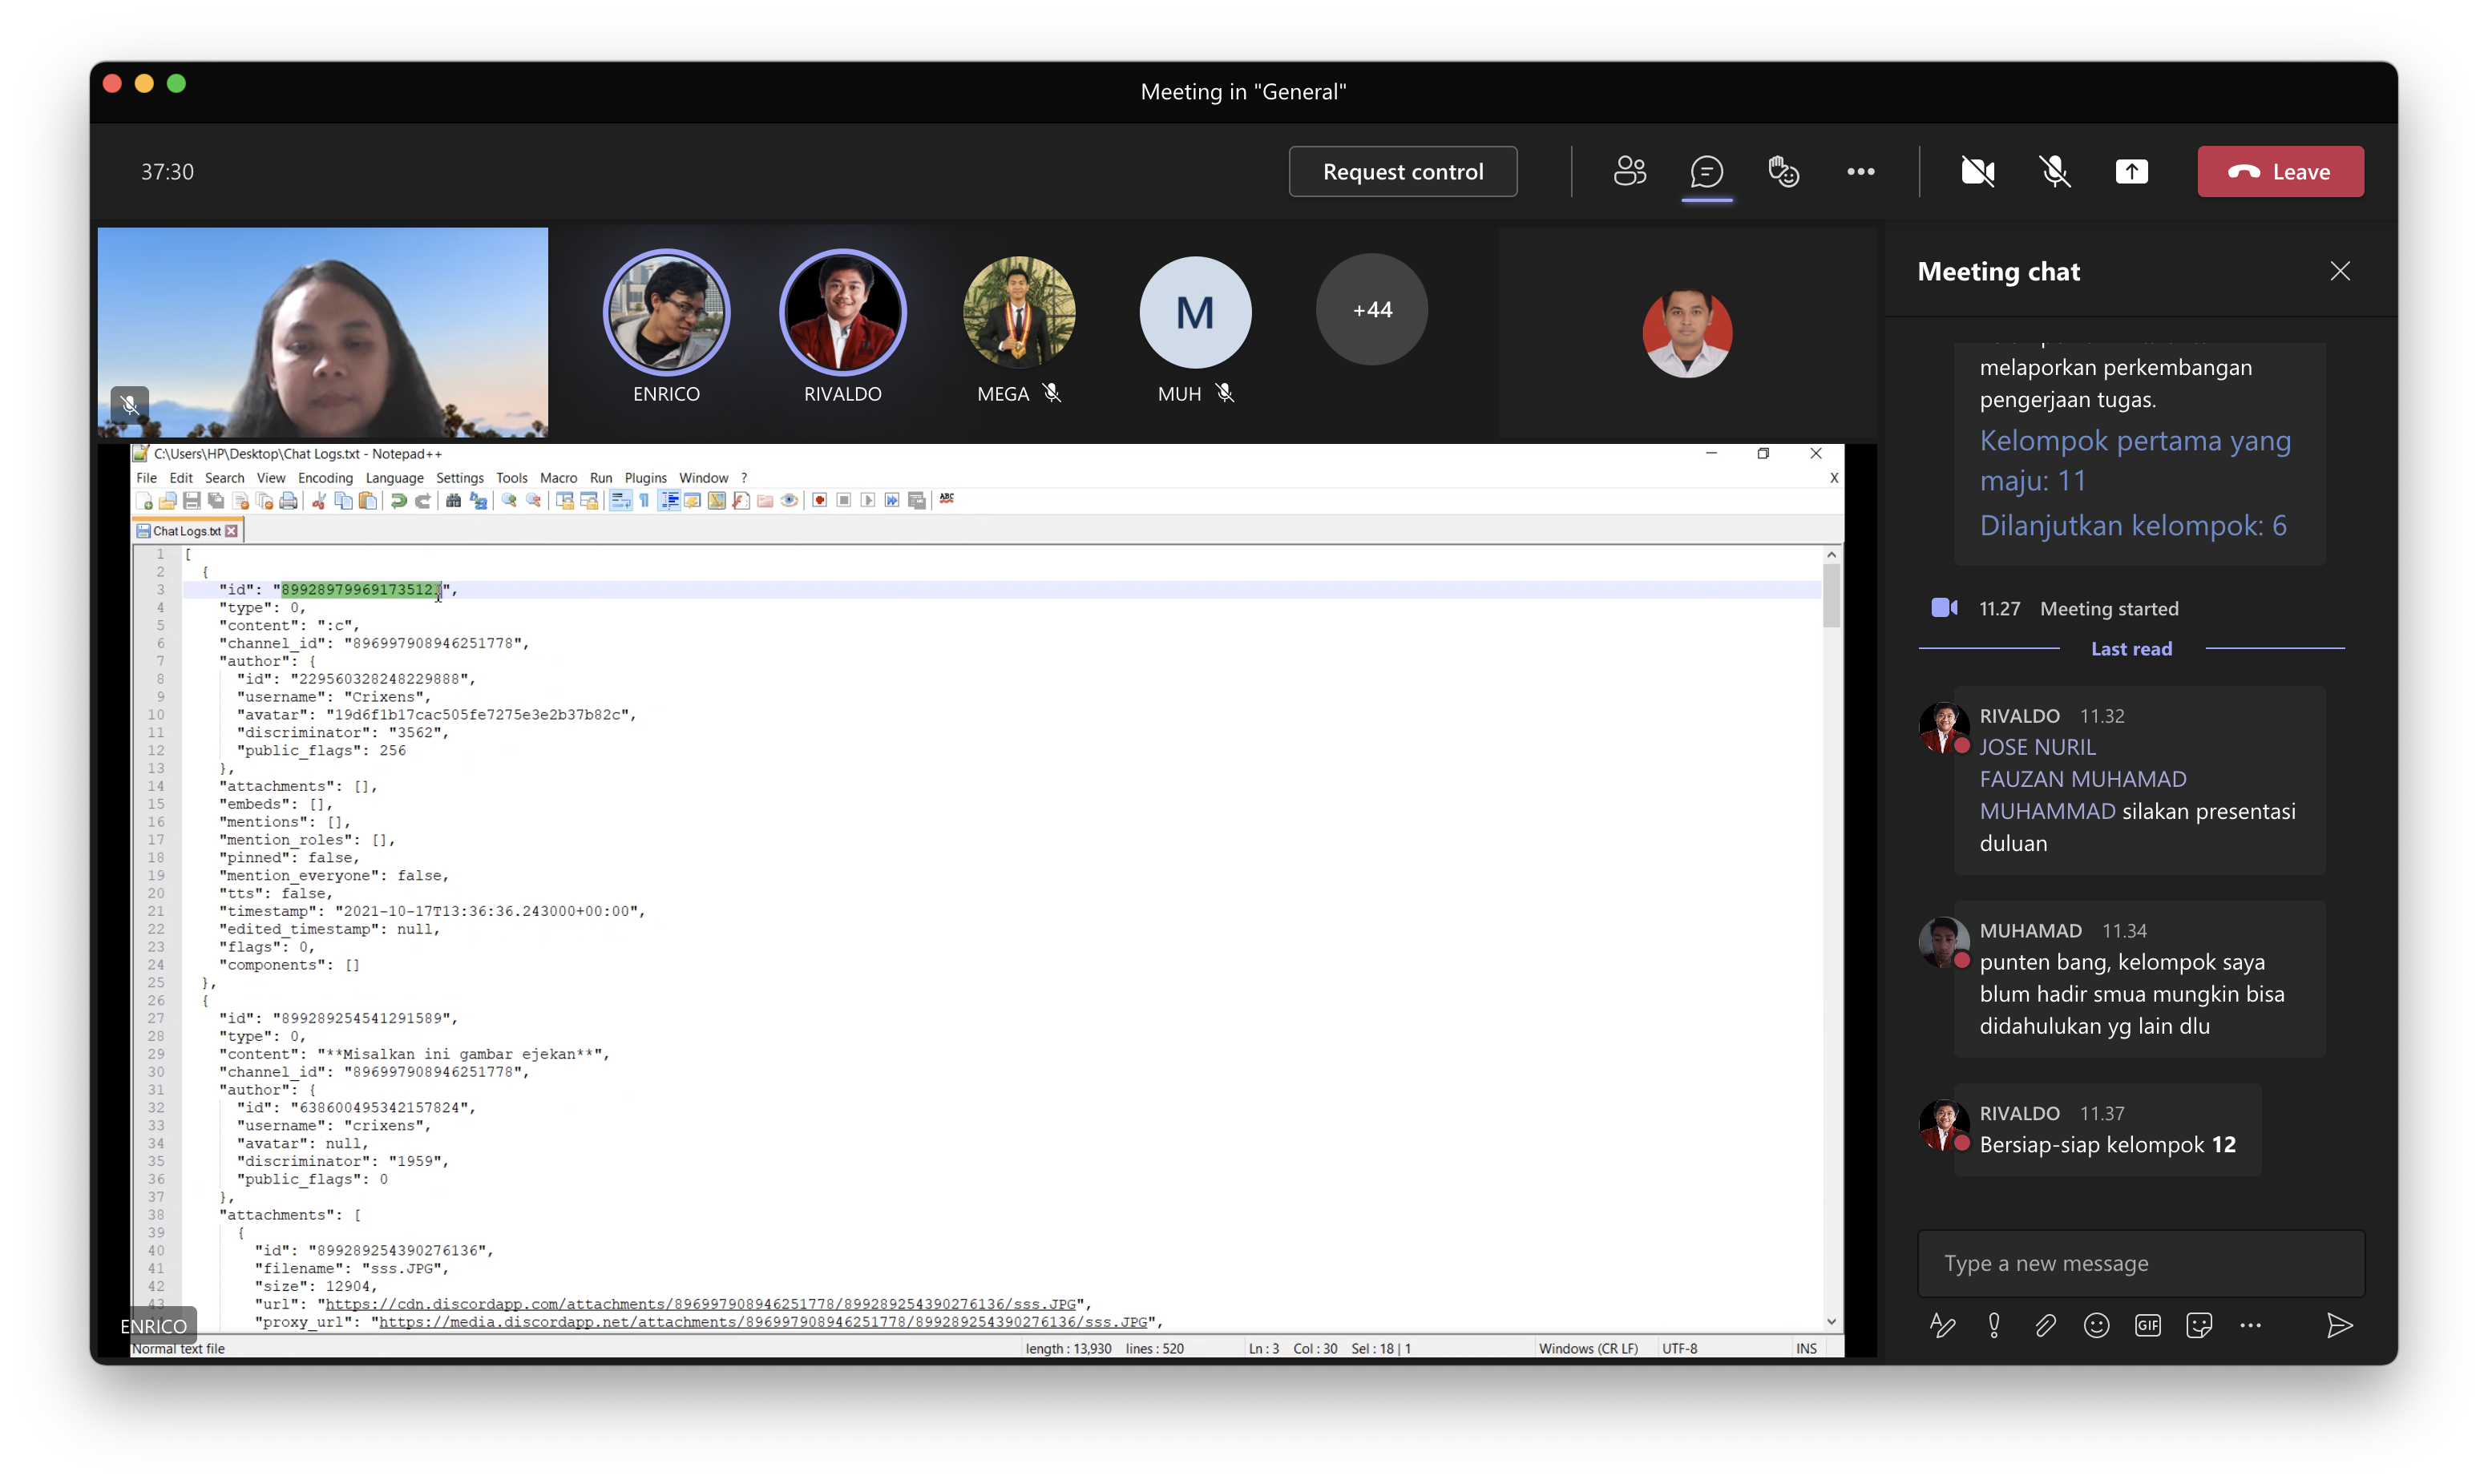 Meeting in "General"
37:30
Request control
Leave
ENRICO
RIVALDO
MEGA
M
MUH
+44
C:\Users\HP\Desktop\Chat Logs.txt - Notepad++
File Edit Search View Encoding Language Settings Tools Macro Run Plugins Window ?
X
ABC
Chat Logs.txt
1 [
2 {
3 "id": "899289799691735122",
4 "type": 0,
5 "content": ":c",
6 "channel_id": "896997908946251778",
7 "author": {
8 "id": "229560328248229888",
9 "username": "Crixens",
10 "avatar": "19d6f1b17cac505fe7275e3e2b37b82c",
11 "discriminator": "3562",
12 "public_flags": 256
13 },
14 "attachments": [],
15 "embeds": [],
16 "mentions": [],
17 "mention_roles": [],
18 "pinned": false,
19 "mention_everyone": false,
20 "tts": false,
21 "timestamp": "2021-10-17T13:36:36.243000+00:00",
22 "edited_timestamp": null,
23 "flags": 0,
24 "components": []
25 },
26 {
27 "id": "899289254541291589",
28 "type": 0,
29 "content": "**Misalkan ini gambar ejekan**",
30 "channel_id": "896997908946251778",
31 "author": {
32 "id": "638600495342157824",
33 "username": "crixens",
34 "avatar": null,
35 "discriminator": "1959",
36 "public_flags": 0
37 },
38 "attachments": [
39 {
40 "id": "899289254390276136",
41 "filename": "sss.JPG",
42 "size": 12904,
43 "url": "https://cdn.discordapp.com/attachments/896997908946251778/899289254390276136/sss.JPG",
"proxy_url": "https://media.discordapp.net/attachments/896997908946251778/899289254390276136/sss.JPG",
ENRICO
Normal text file length : 13,930 lines : 520 Ln : 3 Col : 30 Sel : 18 | 1 Windows (CR LF) UTF-8 INS
Meeting chat
melaporkan perkembangan
pengerjaan tugas.
Kelompok pertama yang
maju: 11
Dilanjutkan kelompok: 6
11.27 Meeting started
Last read
RIVALDO 11.32
JOSE NURIL
FAUZAN MUHAMAD
MUHAMMAD silakan presentasi
duluan
MUHAMAD 11.34
punten bang, kelompok saya
blum hadir smua mungkin bisa
didahulukan yg lain dlu
RIVALDO 11.37
Bersiap-siap kelompok 12
Type a new message
GIF